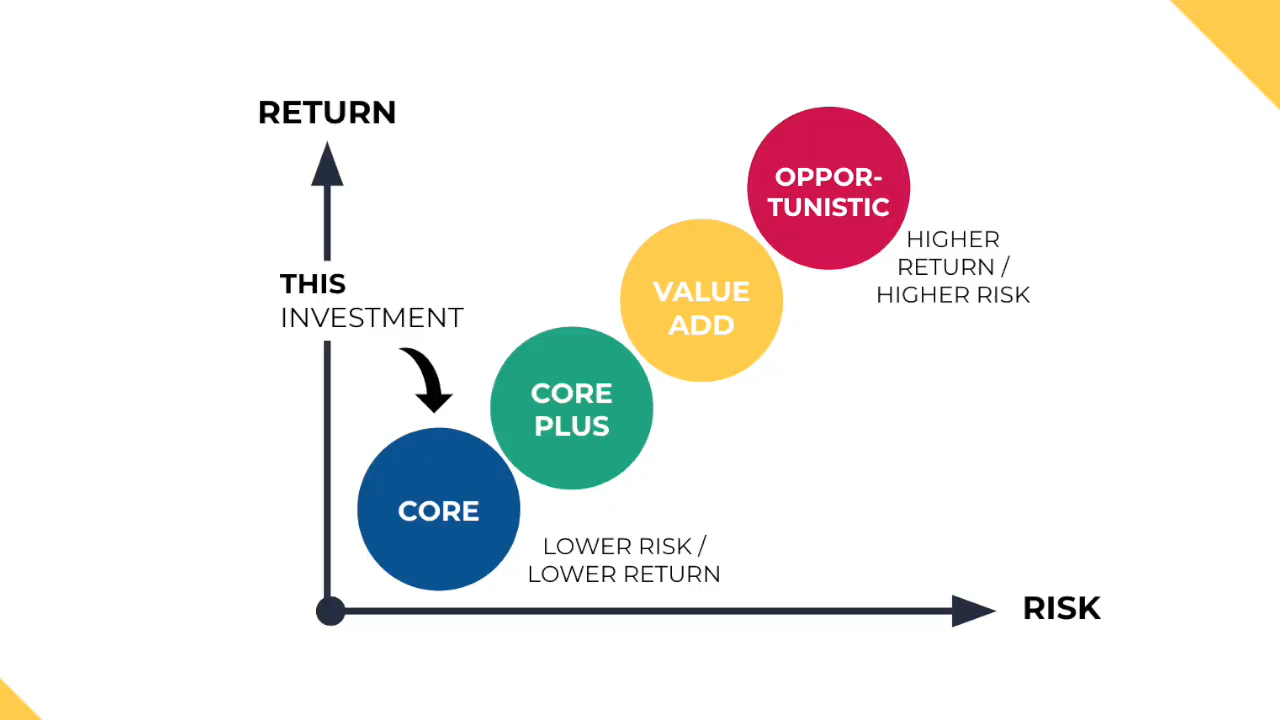 RETURN
OPPOR-
TUNISTIC
HIGHER
RETURN /
HIGHER RISK
THIS
INVESTMENT
VALUE
ADD
CORE
PLUS
CORE
LOWER RISK /
LOWER RETURN
RISK